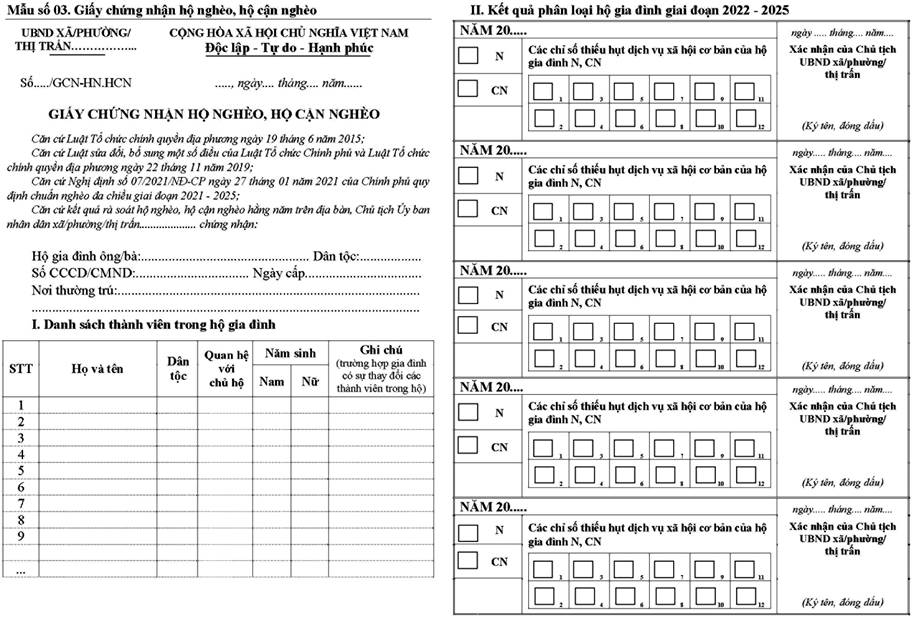 Mẫu số 03. Giấy chứng nhận hộ nghèo, hộ cận nghèo
UBND XÃ/PHƯỜNG/
THỊ TRẤN……………..
CỘNG HÒA XÃ HỘI CHỦ NGHĨA VIỆT NAM
Độc lập - Tự do - Hạnh phúc
Số...../GCN-HN.HCN
....., ngày.... tháng.... năm......
GIẤY CHỨNG NHẬN HỘ NGHÈO, HỘ CẬN NGHÈO
Căn cứ Luật Tổ chức chính quyền địa phương ngày 19 tháng 6 năm 2015;
Căn cứ Luật sửa đổi, bổ sung một số điều của Luật Tổ chức Chính phủ và Luật Tổ chức
chính quyền địa phương ngày 22 tháng 11 năm 2019;
Căn cứ Nghị định số 07/2021/NĐ-CP ngày 27 tháng 01 năm 2021 của Chính phủ quy
định chuẩn nghèo đa chiều giai đoạn 2021 - 2025;
Căn cứ kết quả rà soát hộ nghèo, hộ cận nghèo hằng năm trên địa bàn, Chủ tịch Ủy ban
nhân dân xã/phường/thị trấn.................... chứng nhận:
Hộ gia đình ông/bà:.............................................. Dân tộc:.................
Số CCCD/CMND:.............................. Ngày cấp...............................
Nơi thường trú:..................................................................................
..........................................................................................................
I. Danh sách thành viên trong hộ gia đình
STT
Họ và tên
Dân
tộc
Quan hệ
với
chủ hộ
Năm sinh
Nam
Nữ
Ghi chú
(trường hợp gia đình
có sự thay đổi các
thành viên trong hộ)
1
2
3
4
5
6
7
8
9
...
II. Kết quả phân loại hộ gia đình giai đoạn 2022 - 2025
NĂM 20.....
N
CN
Các chỉ số thiếu hụt dịch vụ xã hội cơ bản của hộ
gia đình N, CN
1 3 5 7 9 11
2 4 6 8 10 12
ngày ..... tháng.... năm....
Xác nhận của Chủ tịch
UBND xã/phường/
thị trấn
(Ký tên, đóng dấu)
NĂM 20.....
N
CN
Các chỉ số thiếu hụt dịch vụ xã hội cơ bản của hộ
gia đình N, CN
1 3 5 7 9 11
2 4 6 8 10 12
ngày..... tháng.... năm....
Xác nhận của Chủ tịch
UBND xã/phường/
thị trấn
(Ký tên, đóng dấu)
NĂM 20.....
N
CN
Các chỉ số thiếu hụt dịch vụ xã hội cơ bản của hộ
gia đình N, CN
1 3 5 7 9 11
2 4 6 8 10 12
ngày..... tháng.... năm....
Xác nhận của Chủ tịch
UBND xã/phường/
thị trấn
(Ký tên, đóng dấu)
NĂM 20.....
N
CN
Các chỉ số thiếu hụt dịch vụ xã hội cơ bản của hộ
gia đình N, CN
1 3 5 7 9 11
2 4 6 8 10 12
ngày..... tháng.... năm....
Xác nhận của Chủ tịch
UBND xã/phường/
thị trấn
(Ký tên, đóng dấu)
NĂM 20.....
N
CN
Các chỉ số thiếu hụt dịch vụ xã hội cơ bản của hộ
gia đình N, CN
1 3 5 7 9 11
2 4 6 8 10 12
ngày..... tháng.... năm....
Xác nhận của Chủ tịch
UBND xã/phường/
thị trấn
(Ký tên, đóng dấu)